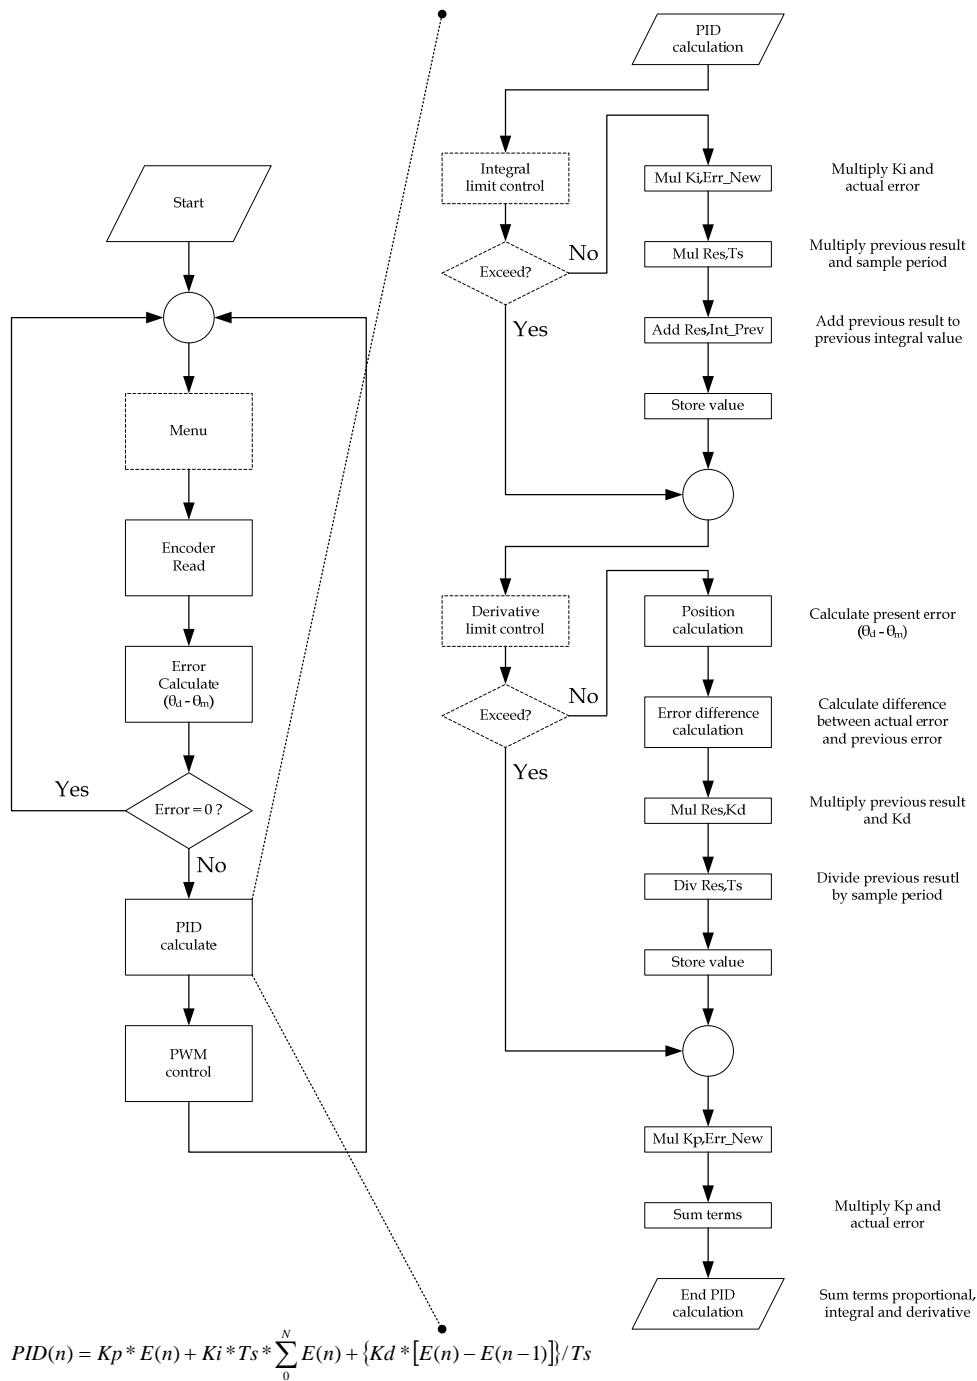 Start
Menu
Encoder
Read
Error
Calculate
(θd - θm)
Error = 0 ?
Yes
No
PID
calculate
PWM
control
PID
calculation
Integral
limit control
Exceed?
No
Yes
Mul Ki,Err_New
Multiply Ki and
actual error
Mul Res,Ts
Multiply previous result
and sample period
Add Res,Int_Prev
Add previous result to
previous integral value
Store value
Derivative
limit control
Exceed?
No
Yes
Position
calculation
Calculate present error
(θd - θm)
Error difference
calculation
Calculate difference
between actual error
and previous error
Mul Res,Kd
Multiply previous result
and Kd
Div Res,Ts
Divide previous resutl
by sample period
Store value
Mul Kp,Err_New
Sum terms
Multiply Kp and
actual error
End PID
calculation
Sum terms proportional,
integral and derivative
PID(n) = Kp * E(n) + Ki * Ts * ∑₀ᴺ E(n) + {Kd * [E(n) − E(n−1)]}/Ts